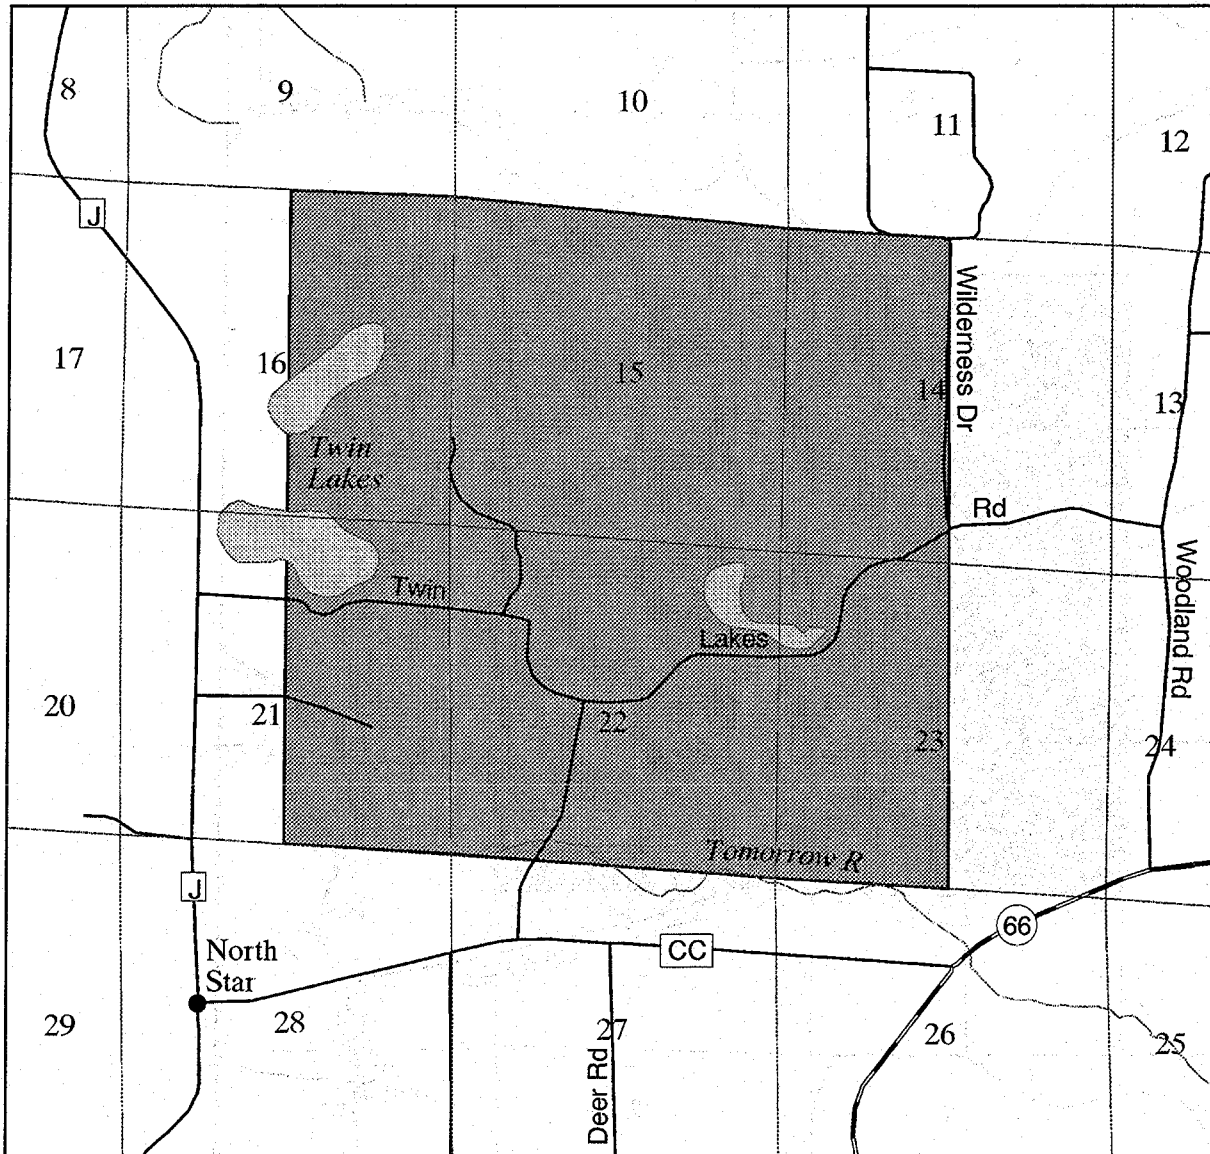 8
9
10
11
12
J
17
16
15
14
Wilderness Dr
13
Twin
Lakes
Rd
Twin
Lakes
Woodland Rd
20
21
22
23
24
Tomorrow R
J
66
CC
North
Star
29
28
27
26
25
Deer Rd